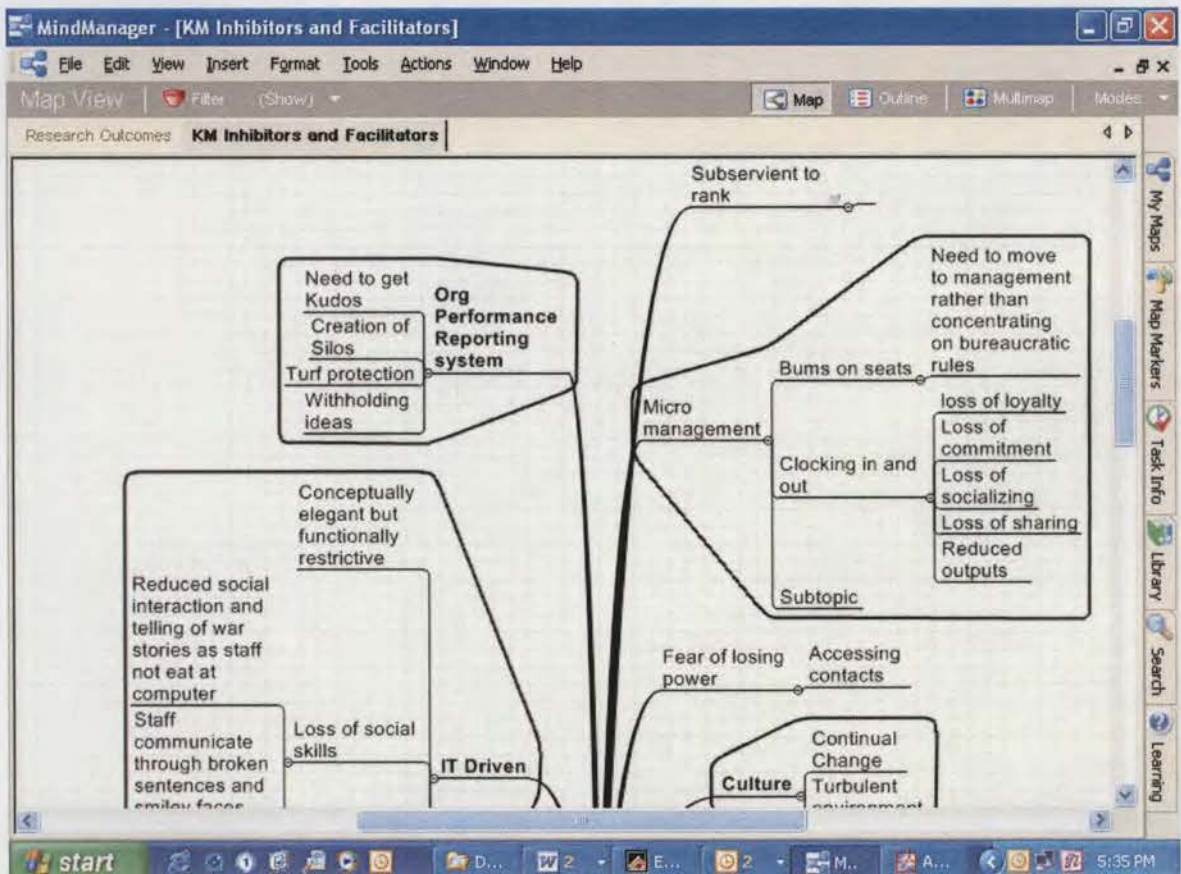 MindManager - [KM Inhibitors and Facilitators]
File Edit View Insert Format Tools Actions Window Help
Map View Filter (Show) Map Outline Multimap Modes
Research Outcomes KM Inhibitors and Facilitators
Subservient to
rank
Need to get
Kudos
Creation of
Silos
Turf protection
Withholding
ideas
Org
Performance
Reporting
system
Micro
management
Bums on seats
Need to move
to management
rather than
concentrating
on bureaucratic
rules
Clocking in and
out
loss of loyalty
Loss of
commitment
Loss of
socializing
Loss of sharing
Reduced
outputs
Subtopic
Conceptually
elegant but
functionally
restrictive
Reduced social
interaction and
telling of war
stories as staff
not eat at
computer
Staff
communicate
through broken
sentences and
smiley faces
Loss of social
skills
IT Driven
Fear of losing
power
Accessing
contacts
Culture
Continual
Change
Turbulent
environment
My Maps
Map Markers
Task Info
Library
Search
Learning
start D... 2 E... 2 M... A... 5:35 PM